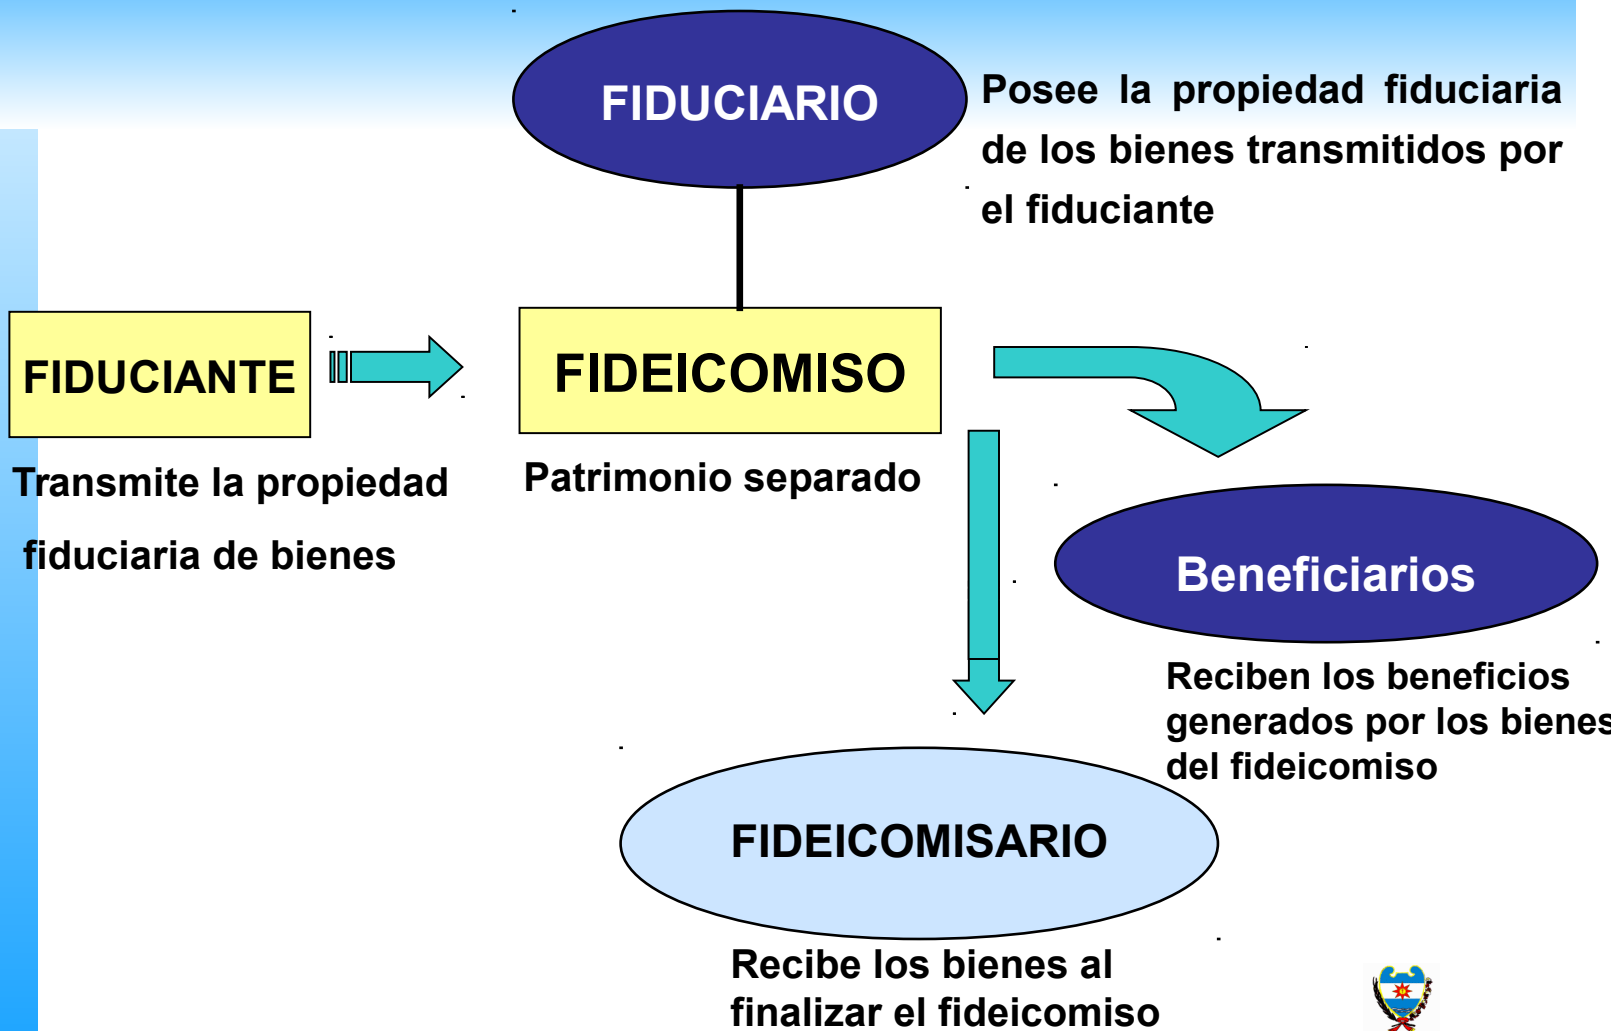 FIDUCIARIO
Posee la propiedad fiduciaria
de los bienes transmitidos por
el fiduciante
FIDUCIANTE
FIDEICOMISO
Transmite la propiedad
fiduciaria de bienes
Patrimonio separado
Beneficiarios
Reciben los beneficios
generados por los bienes
del fideicomiso
FIDEICOMISARIO
Recibe los bienes al
finalizar el fideicomiso